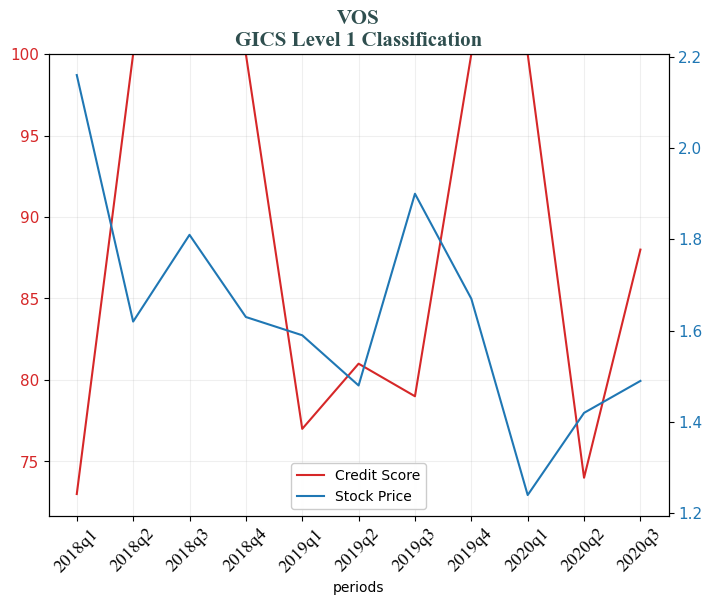 VOS
GICS Level 1 Classification
100
95
90
85
80
75
2.2
2.0
1.8
1.6
1.4
1.2
Credit Score
Stock Price
2018q1 2018q2 2018q3 2018q4 2019q1 2019q2 2019q3 2019q4 2020q1 2020q2 2020q3
periods